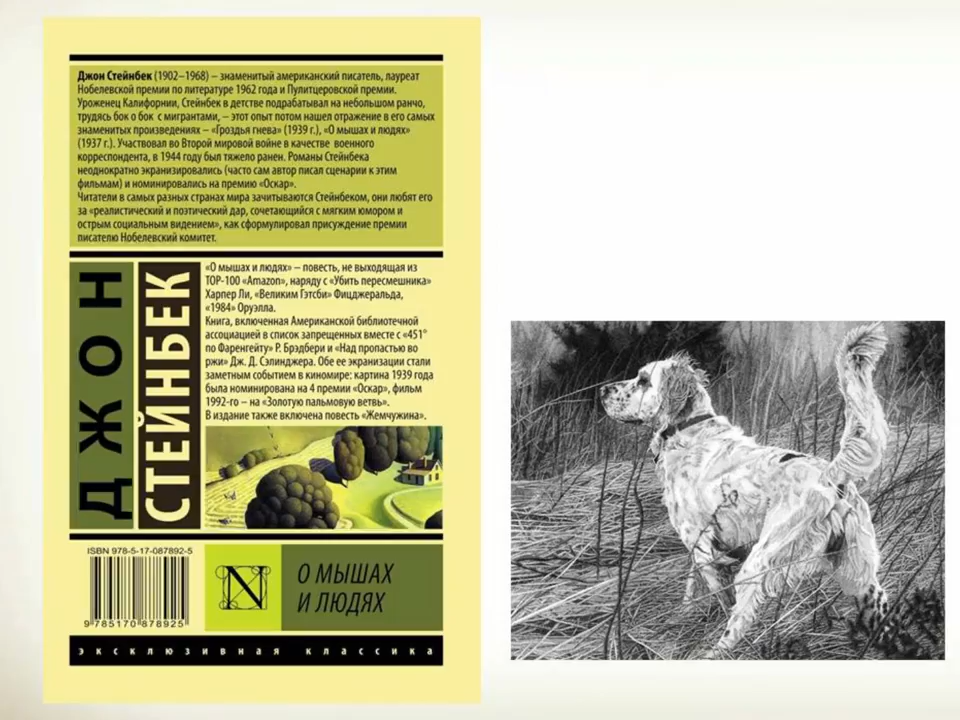 Джон Стейнбек (1902–1968) – знаменитый американский писатель, лауреат
Нобелевской премии по литературе 1962 года и Пулитцеровской премии.
Уроженец Калифорнии, Стейнбек в детстве подрабатывал на небольшом ранчо,
трудясь бок о бок с мигрантами, – этот опыт потом нашел отражение в его самых
знаменитых произведениях – «Гроздья гнева» (1939 г.), «О мышах и людях»
(1937 г.). Участвовал во Второй мировой войне в качестве военного
корреспондента, в 1944 году был тяжело ранен. Романы Стейнбека
неоднократно экранизировались (часто сам автор писал сценарии к этим
фильмам) и номинировались на премию «Оскар».
Читатели в самых разных странах мира зачитываются Стейнбеком, они любят его
за «реалистический и поэтический дар, сочетающийся с мягким юмором и
острым социальным видением», как сформулировал присуждение премии
писателю Нобелевский комитет.
ДЖОН
СТЕЙНБЕК
«О мышах и людях» – повесть, не выходящая из
TOP-100 «Amazon», наряду с «Убить пересмешника»
Харпер Ли, «Великим Гэтсби» Фицджеральда,
«1984» Оруэлла.
Книга, включенная Американской библиотечной
ассоциацией в список запрещенных вместе с «451°
по Фаренгейту» Р. Брэдбери и «Над пропастью во
ржи» Дж. Д. Сэлинджера. Обе ее экранизации стали
заметным событием в киномире: картина 1939 года
была номинирована на 4 премии «Оскар», фильм
1992-го – на «Золотую пальмовую ветвь».
В издание также включена повесть «Жемчужина».
ISBN 978-5-17-087892-5
9 785170 878925
N
О МЫШАХ
И ЛЮДЯХ
эксклюзивная классика